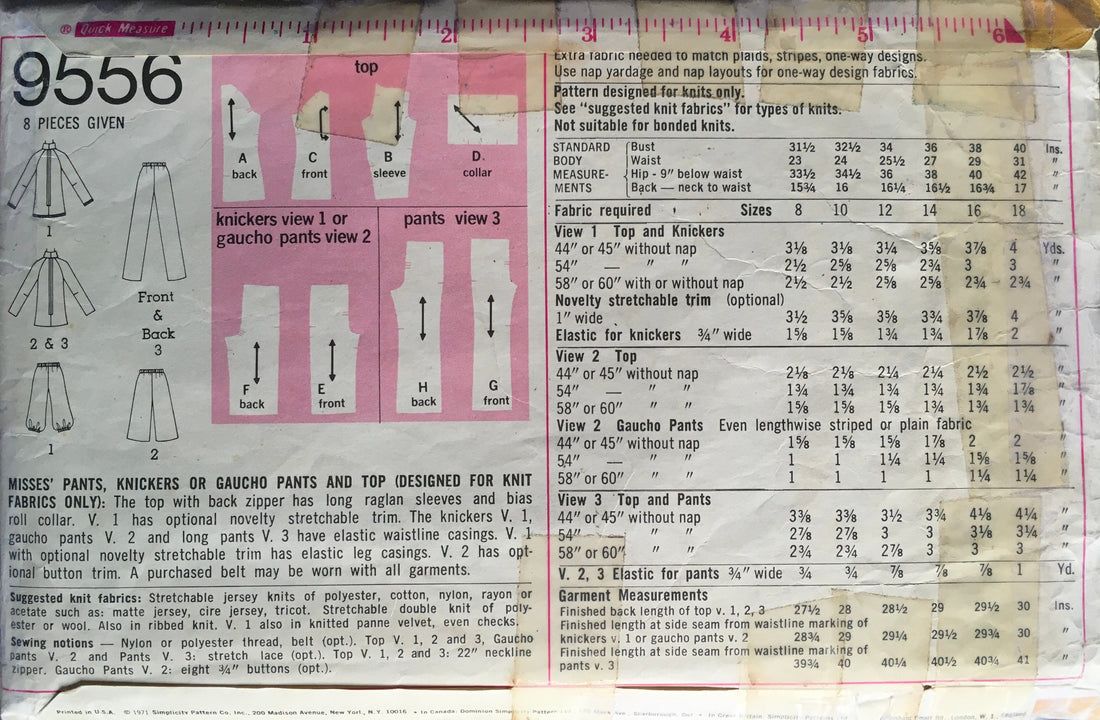 ® Quick Measure 1 2 3 4 5 6
9556
8 PIECES GIVEN
1
2 & 3
1
Front
&
Back
3
2
top
A
back
C
front
B
sleeve
D
collar
knickers view 1 or
gaucho pants view 2
F
back
E
front
pants view 3
H
back
G
front
MISSES' PANTS, KNICKERS OR GAUCHO PANTS AND TOP (DESIGNED FOR KNIT
FABRICS ONLY): The top with back zipper has long raglan sleeves and bias
roll collar. V. 1 has optional novelty stretchable trim. The knickers V. 1,
gaucho pants V. 2 and long pants V. 3 have elastic waistline casings. V. 1
with optional novelty stretchable trim has elastic leg casings. V. 2 has opt-
ional button trim. A purchased belt may be worn with all garments.
Suggested knit fabrics: Stretchable jersey knits of polyester, cotton, nylon, rayon or
acetate such as: matte jersey, cire jersey, tricot. Stretchable double knit of poly-
ester or wool. Also in ribbed knit. V. 1 also in knitted panne velvet, even checks.
Sewing notions — Nylon or polyester thread, belt (opt.). Top V. 1, 2 and 3, Gaucho
pants V. 2 and Pants V. 3: stretch lace (opt.). Top V. 1, 2 and 3: 22" neckline
zipper. Gaucho Pants V. 2: eight ¾" buttons (opt.).
Extra fabric needed to match plaids, stripes, one-way designs.
Use nap yardage and nap layouts for one-way design fabrics.
Pattern designed for knits only.
See "suggested knit fabrics" for types of knits.
Not suitable for bonded knits.
STANDARD Bust 31½ 32½ 34 36 38 40 Ins.
BODY Waist 23 24 25½ 27 29 31 "
MEASURE- Hip - 9" below waist 33½ 34½ 36 38 40 42 "
MENTS Back — neck to waist 15¾ 16 16¼ 16½ 16¾ 17 "
Fabric required Sizes 8 10 12 14 16 18
View 1 Top and Knickers
44" or 45" without nap 3⅛ 3⅛ 3¼ 3⅝ 3⅞ 4 Yds.
54" — " " 2½ 2⅝ 2⅝ 2¾ 3 3 "
58" or 60" with or without nap 2½ 2½ 2⅝ 2⅝ 2¾ 2¾ "
Novelty stretchable trim (optional)
1" wide 3½ 3⅝ 3⅝ 3¾ 3⅞ 4 "
Elastic for knickers ¾" wide 1⅝ 1⅝ 1¾ 1¾ 1⅞ 2 "
View 2 Top
44" or 45" without nap 2⅛ 2⅛ 2¼ 2¼ 2½ 2½ "
54" — " " 1¾ 1¾ 1¾ 1¾ 1¾ 1⅞ "
58" or 60" " " 1⅝ 1⅝ 1⅝ 1¾ 1¾ 1¾ "
View 2 Gaucho Pants Even lengthwise striped or plain fabric
44" or 45" without nap 1⅝ 1⅝ 1⅝ 1⅞ 2 2 "
54" — " " 1 1 1¼ 1¼ 1⅝ 1⅝ "
58" or 60" " " 1 1 1 1 1¼ 1¼ "
View 3 Top and Pants
44" or 45" without nap 3⅜ 3⅜ 3½ 3¾ 4⅛ 4¼ "
54" — " " 2⅞ 2⅞ 3 3 3⅛ 3¼ "
58" or 60" " " 2¾ 2¾ 2⅞ 3 3 3 "
V. 2, 3 Elastic for pants ¾" wide ¾ ¾ ⅞ ⅞ ⅞ 1 Yd.
Garment Measurements
Finished back length of top v. 1, 2, 3 27½ 28 28½ 29 29½ 30 Ins.
Finished length at side seam from waistline marking of
knickers v. 1 or gaucho pants v. 2 28¾ 29 29¼ 29½ 29¾ 30 "
Finished length at side seam from waistline marking of
pants v. 3 39¾ 40 40¼ 40½ 40¾ 41 "
Printed in U.S.A. © 1971 Simplicity Pattern Co. Inc., 200 Madison Avenue, New York, N.Y. 10016 • In Canada: Dominion Simplicity Patterns